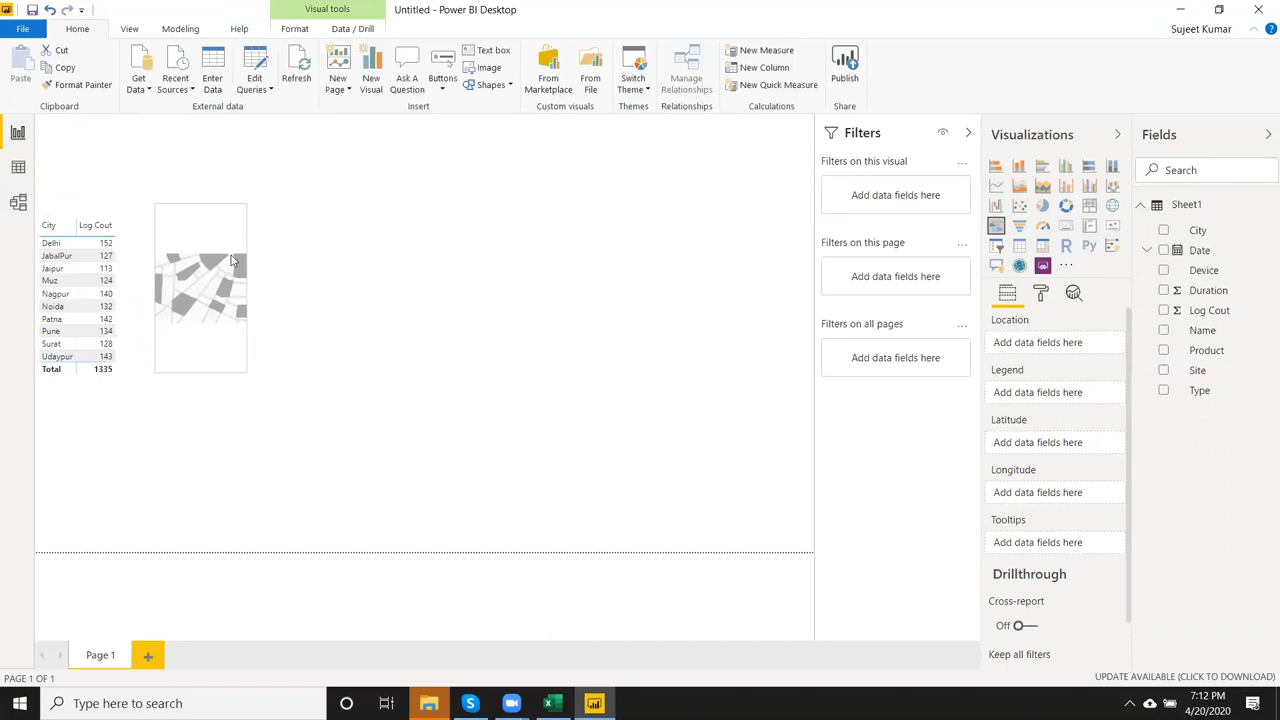 Visual tools
Untitled - Power BI Desktop
File
Home
View
Modeling
Help
Format
Data / Drill
Sujeet Kumar
Paste
Cut
Copy
Format Painter
Clipboard
Get Data
Recent Sources
Enter Data
Edit Queries
External data
Refresh
New Page
New Visual
Ask A Question
Buttons
Text box
Image
Shapes
Insert
From Marketplace
From File
Custom visuals
Switch Theme
Themes
Manage Relationships
Relationships
New Measure
New Column
New Quick Measure
Calculations
Publish
Share
City Log Cout
Delhi 152
JabalPur 127
Jaipur 113
Muz 124
Nagpur 140
Noida 132
Patna 142
Pune 134
Surat 128
Udaypur 143
Total 1335
Filters
Filters on this visual ...
Add data fields here
Filters on this page ...
Add data fields here
Filters on all pages ...
Add data fields here
Visualizations
R
Py
...
Location
Add data fields here
Legend
Add data fields here
Latitude
Add data fields here
Longitude
Add data fields here
Tooltips
Add data fields here
Drillthrough
Cross-report
Off
Keep all filters
Fields
Search
Sheet1
City
Date
Device
Σ Duration
Σ Log Cout
Name
Product
Site
Type
Page 1
PAGE 1 OF 1
UPDATE AVAILABLE (CLICK TO DOWNLOAD)
Type here to search
7:12 PM
4/20/2020